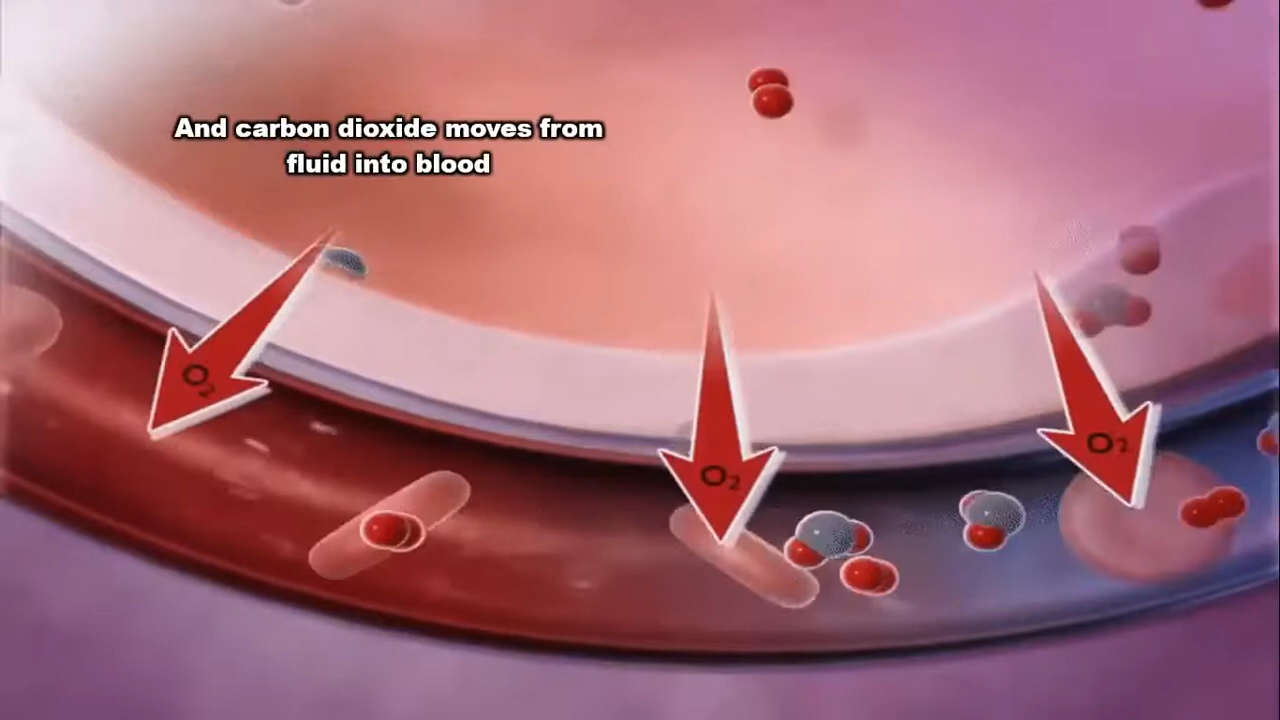 And carbon dioxide moves from
fluid into blood
O₂
O₂
O₂